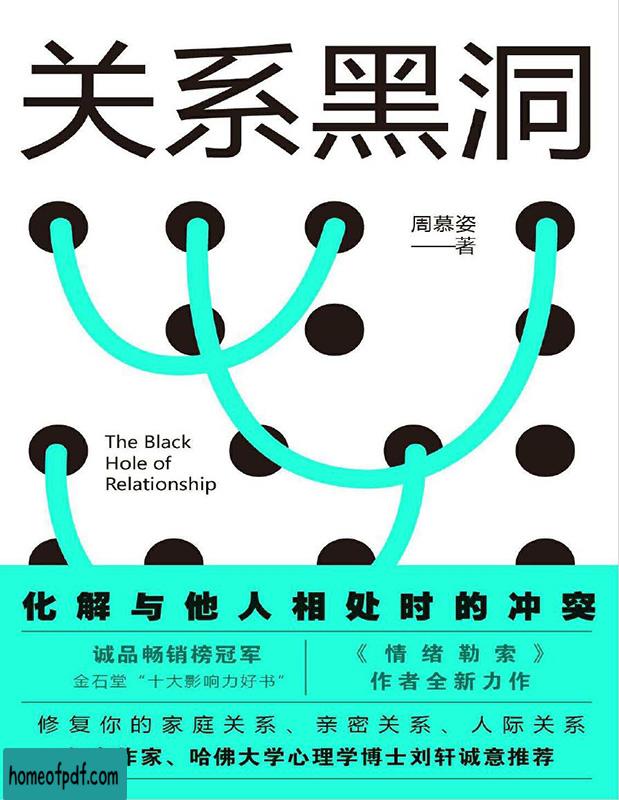 关系黑洞
周慕姿
——著
The Black
Hole of
Relationship
化解与他人相处时的冲突
诚品畅销榜冠军
金石堂“十大影响力好书”
《情绪勒索》
作者全新力作
修复你的家庭关系、亲密关系、人际关系
作家、哈佛大学心理学博士刘轩诚意推荐
homeofpdf.com